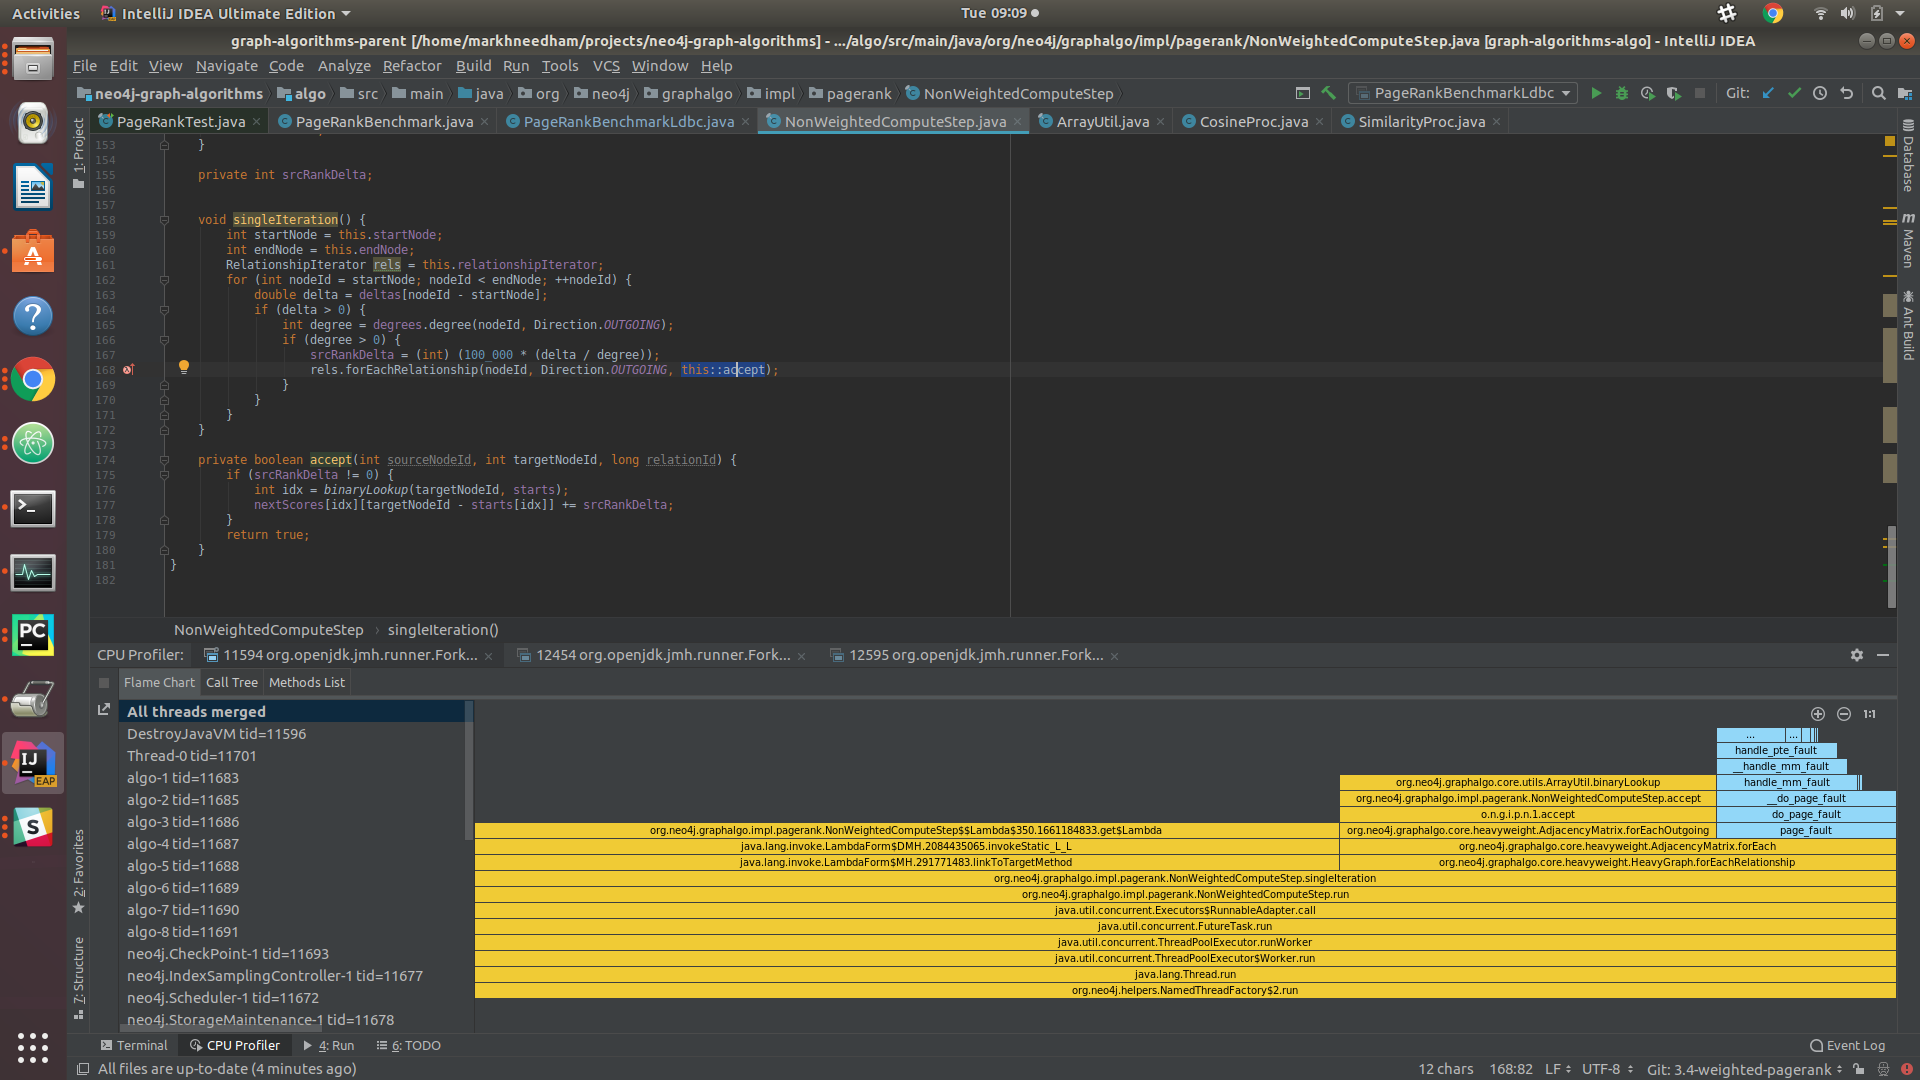 Activities
IntelliJ IDEA Ultimate Edition
Tue 09:09
graph-algorithms-parent [/home/markhneedham/projects/neo4j-graph-algorithms] - .../algo/src/main/java/org/neo4j/graphalgo/impl/pagerank/NonWeightedComputeStep.java [graph-algorithms-algo] - IntelliJ IDEA
File Edit View Navigate Code Analyze Refactor Build Run Tools VCS Window Help
neo4j-graph-algorithms algo src main java org neo4j graphalgo impl pagerank NonWeightedComputeStep
PageRankBenchmarkLdbc
Git:
PageRankTest.java PageRankBenchmark.java PageRankBenchmarkLdbc.java NonWeightedComputeStep.java ArrayUtil.java CosineProc.java SimilarityProc.java
1: Project
2: Favorites
7: Structure
Database
Maven
Ant Build
153 }
154
155 private int srcRankDelta;
156
157
158 void singleIteration() {
159 int startNode = this.startNode;
160 int endNode = this.endNode;
161 RelationshipIterator rels = this.relationshipIterator;
162 for (int nodeId = startNode; nodeId < endNode; ++nodeId) {
163 double delta = deltas[nodeId - startNode];
164 if (delta > 0) {
165 int degree = degrees.degree(nodeId, Direction.OUTGOING);
166 if (degree > 0) {
167 srcRankDelta = (int) (100_000 * (delta / degree));
168 rels.forEachRelationship(nodeId, Direction.OUTGOING, this::accept);
169 }
170 }
171 }
172 }
173
174 private boolean accept(int sourceNodeId, int targetNodeId, long relationId) {
175 if (srcRankDelta != 0) {
176 int idx = binaryLookup(targetNodeId, starts);
177 nextScores[idx][targetNodeId - starts[idx]] += srcRankDelta;
178 }
179 return true;
180 }
181 }
182
NonWeightedComputeStep › singleIteration()
CPU Profiler: 11594 org.openjdk.jmh.runner.Fork... 12454 org.openjdk.jmh.runner.Fork... 12595 org.openjdk.jmh.runner.Fork...
Flame Chart Call Tree Methods List
All threads merged
DestroyJavaVM tid=11596
Thread-0 tid=11701
algo-1 tid=11683
algo-2 tid=11685
algo-3 tid=11686
algo-4 tid=11687
algo-5 tid=11688
algo-6 tid=11689
algo-7 tid=11690
algo-8 tid=11691
neo4j.CheckPoint-1 tid=11693
neo4j.IndexSamplingController-1 tid=11677
neo4j.Scheduler-1 tid=11672
neo4j.StorageMaintenance-1 tid=11678
1:1
... ...
handle_pte_fault
__handle_mm_fault
org.neo4j.graphalgo.core.utils.ArrayUtil.binaryLookup handle_mm_fault
org.neo4j.graphalgo.impl.pagerank.NonWeightedComputeStep.accept __do_page_fault
o.n.g.i.p.n.1.accept do_page_fault
org.neo4j.graphalgo.impl.pagerank.NonWeightedComputeStep$$Lambda$350.1661184833.get$Lambda org.neo4j.graphalgo.core.heavyweight.AdjacencyMatrix.forEachOutgoing page_fault
java.lang.invoke.LambdaForm$DMH.2084435065.invokeStatic_L_L org.neo4j.graphalgo.core.heavyweight.AdjacencyMatrix.forEach
java.lang.invoke.LambdaForm$MH.291771483.linkToTargetMethod org.neo4j.graphalgo.core.heavyweight.HeavyGraph.forEachRelationship
org.neo4j.graphalgo.impl.pagerank.NonWeightedComputeStep.singleIteration
org.neo4j.graphalgo.impl.pagerank.NonWeightedComputeStep.run
java.util.concurrent.Executors$RunnableAdapter.call
java.util.concurrent.FutureTask.run
java.util.concurrent.ThreadPoolExecutor.runWorker
java.util.concurrent.ThreadPoolExecutor$Worker.run
java.lang.Thread.run
org.neo4j.helpers.NamedThreadFactory$2.run
Terminal CPU Profiler 4: Run 6: TODO Event Log
All files are up-to-date (4 minutes ago) 12 chars 168:82 LF UTF-8 Git: 3.4-weighted-pagerank
PC
IJ
EAP
S